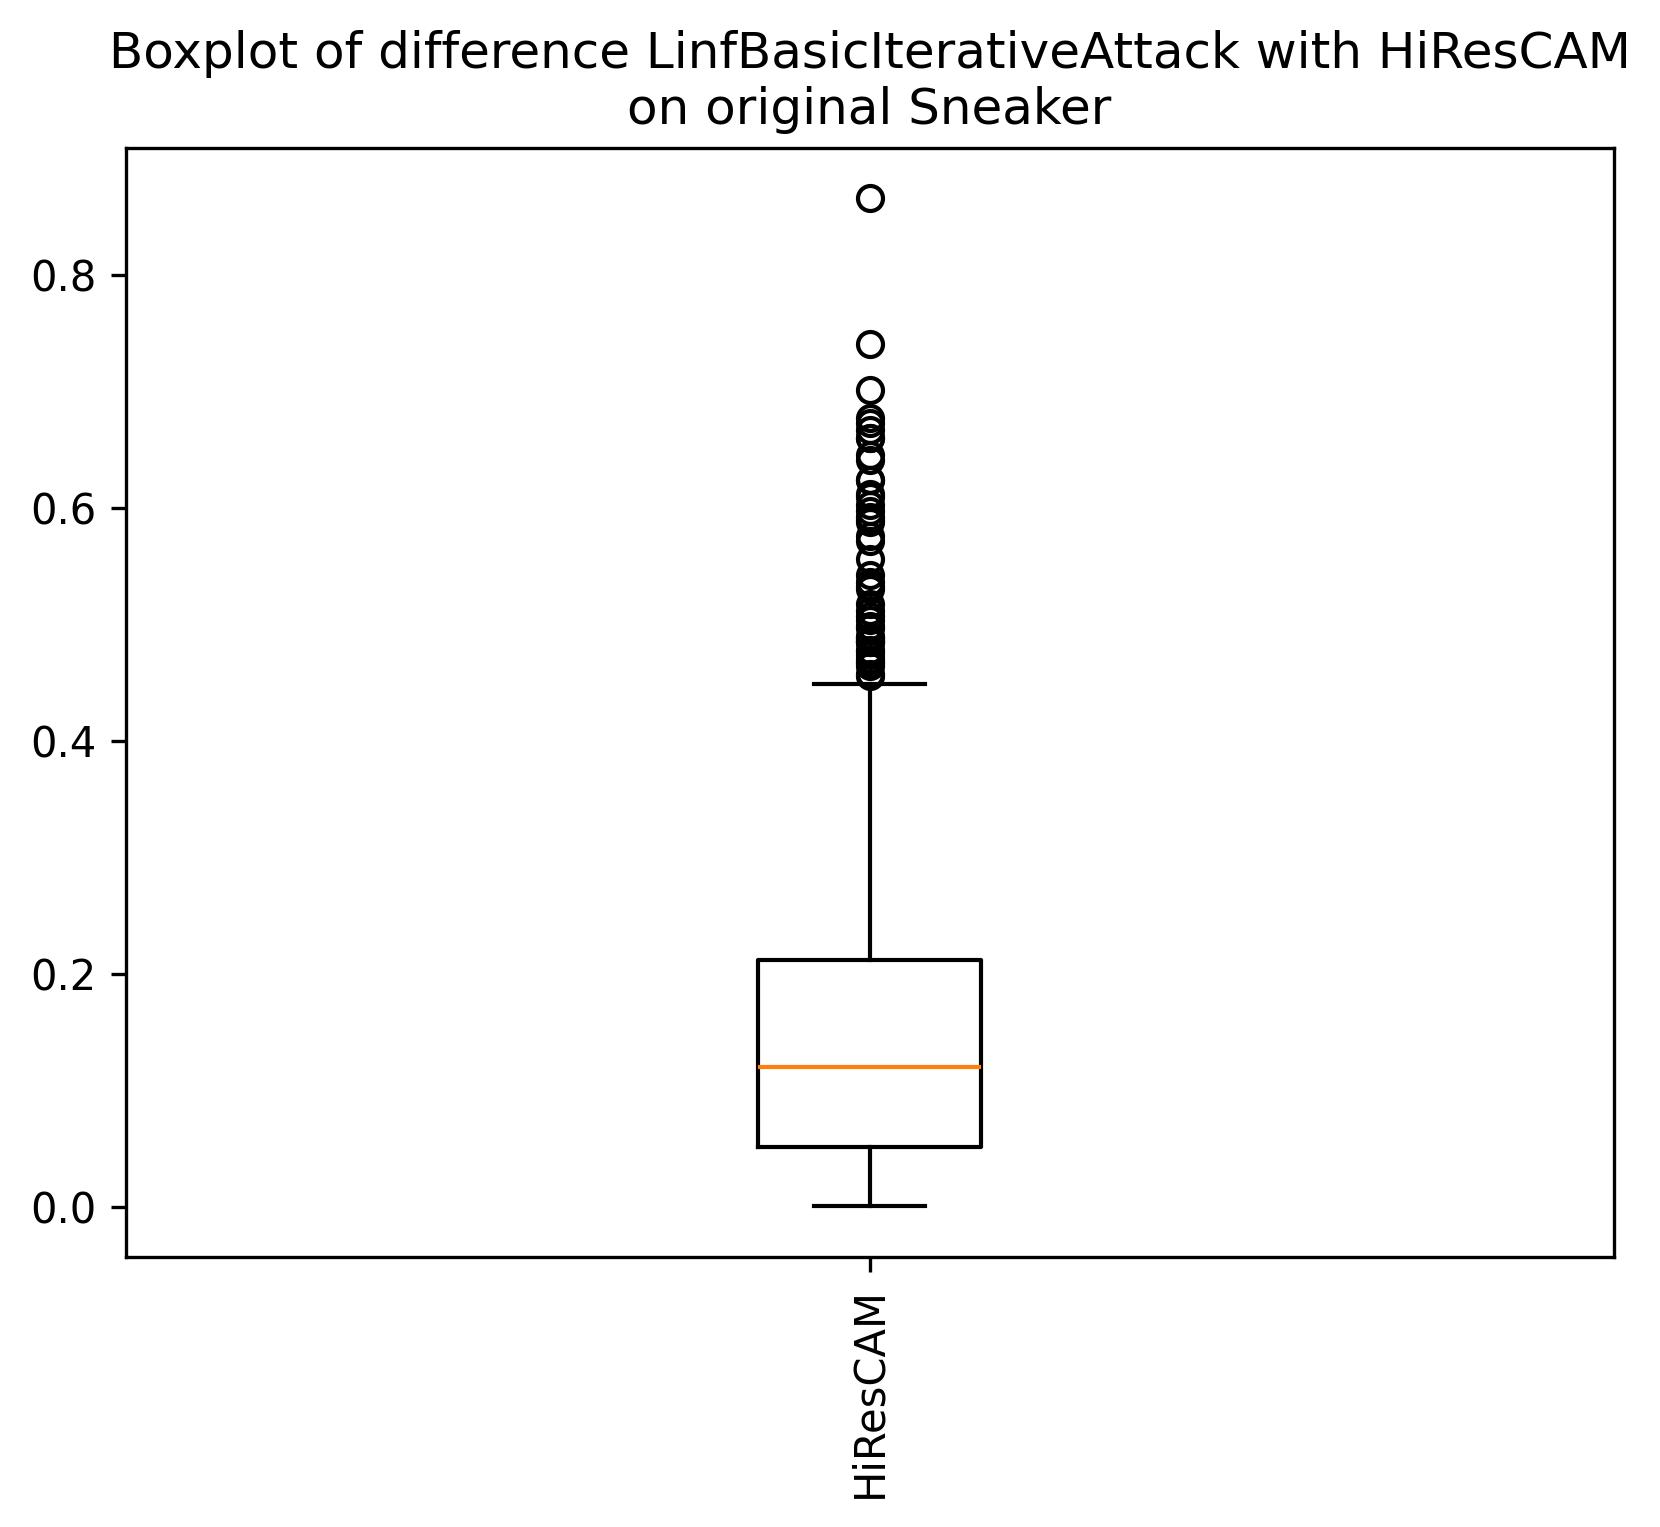 Boxplot of difference LinfBasicIterativeAttack with HiResCAM
on original Sneaker
0.8
0.6
0.4
0.2
0.0
HiResCAM